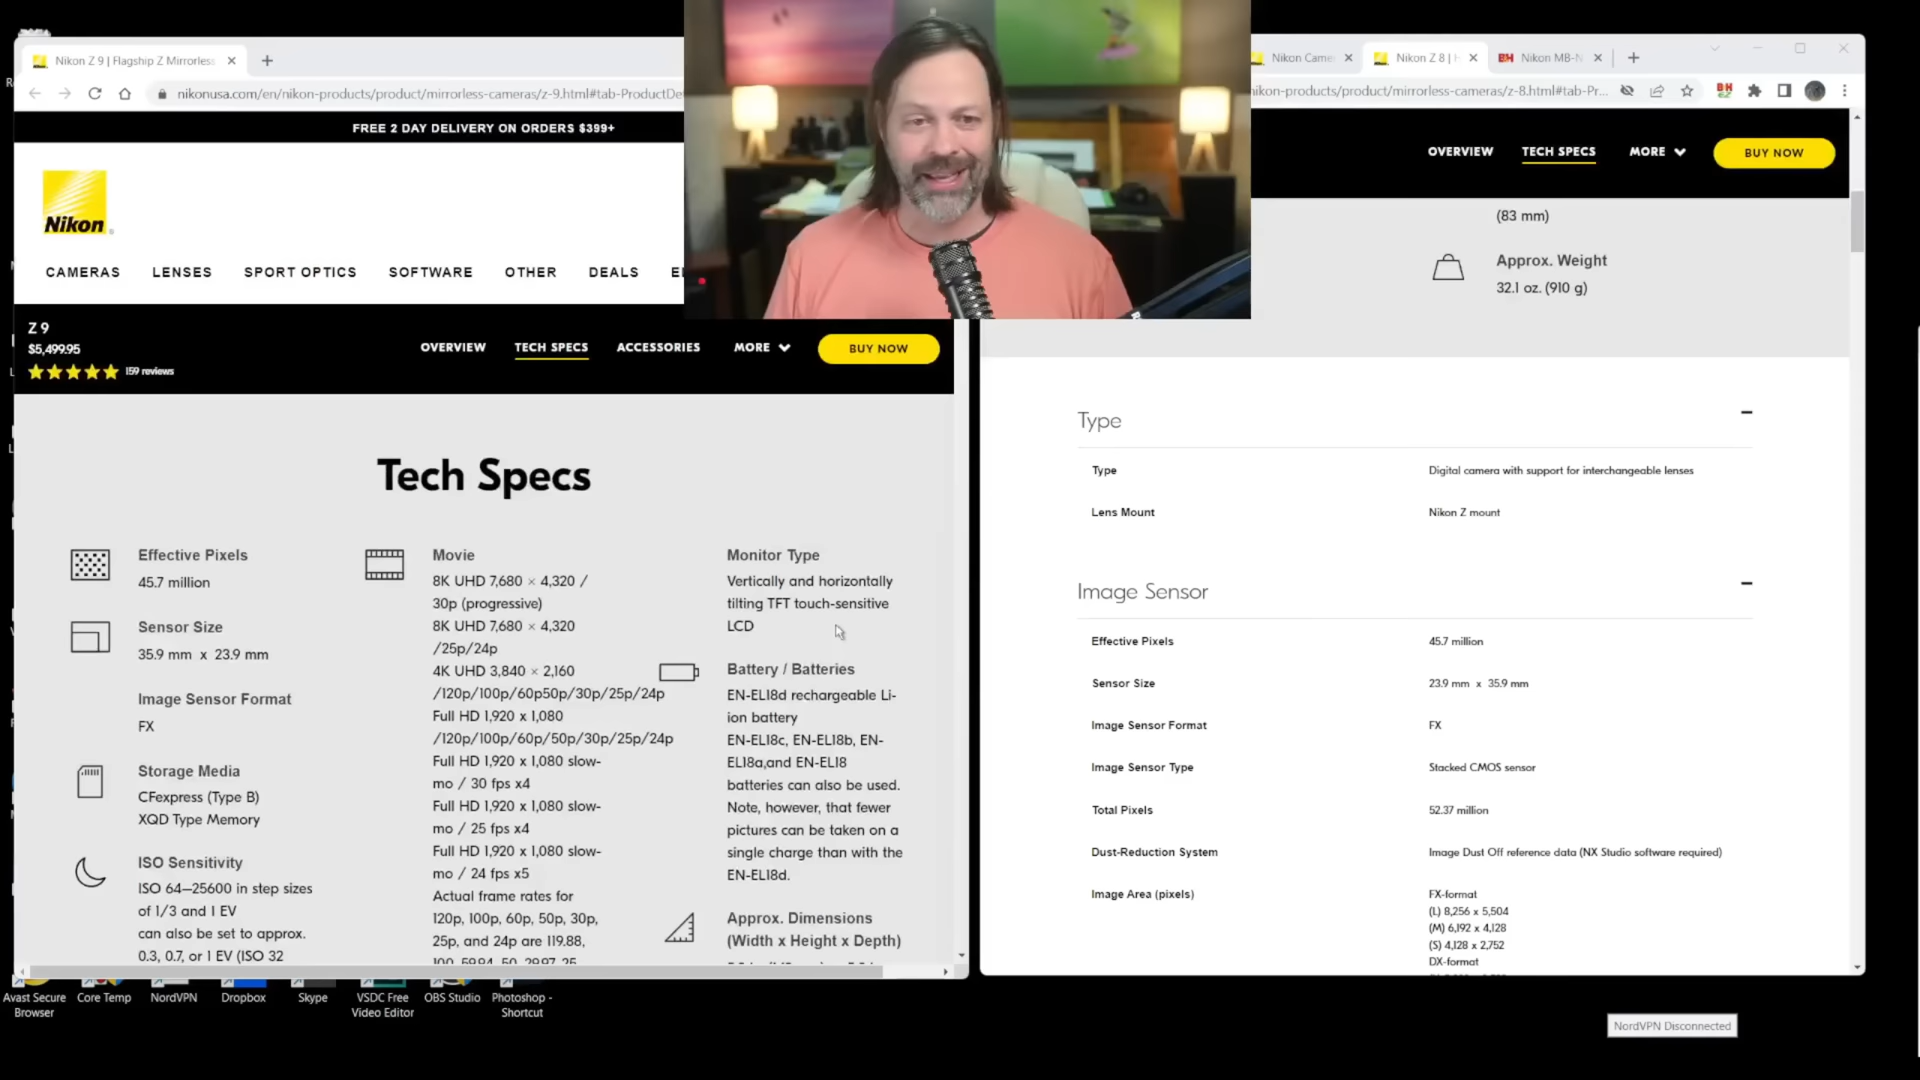 Nikon Z 9 | Flagship Z Mirrorless
nikonusa.com/en/nikon-products/product/mirrorless-cameras/z-9.html#tab-ProductDe
FREE 2 DAY DELIVERY ON ORDERS $399+
Nikon
CAMERAS LENSES SPORT OPTICS SOFTWARE OTHER DEALS
Z 9
$5,499.95
159 reviews
OVERVIEW TECH SPECS ACCESSORIES MORE BUY NOW
Tech Specs
Effective Pixels
45.7 million
Sensor Size
35.9 mm x 23.9 mm
Image Sensor Format
FX
Storage Media
CFexpress (Type B)
XQD Type Memory
ISO Sensitivity
ISO 64–25600 in step sizes
of 1/3 and 1 EV
can also be set to approx.
0.3, 0.7, or 1 EV (ISO 32
Movie
8K UHD 7,680 × 4,320 /
30p (progressive)
8K UHD 7,680 × 4,320
/25p/24p
4K UHD 3,840 × 2,160
/120p/100p/60p50p/30p/25p/24p
Full HD 1,920 x 1,080
/120p/100p/60p/50p/30p/25p/24p
Full HD 1,920 x 1,080 slow-
mo / 30 fps x4
Full HD 1,920 x 1,080 slow-
mo / 25 fps x4
Full HD 1,920 x 1,080 slow-
mo / 24 fps x5
Actual frame rates for
120p, 100p, 60p, 50p, 30p,
25p, and 24p are 119.88,
100, 59.94, 50, 29.97, 25,
Monitor Type
Vertically and horizontally
tilting TFT touch-sensitive
LCD
Battery / Batteries
EN-EL18d rechargeable Li-
ion battery
EN-EL18c, EN-EL18b, EN-
EL18a,and EN-EL18
batteries can also be used.
Note, however, that fewer
pictures can be taken on a
single charge than with the
EN-EL18d.
Approx. Dimensions
(Width x Height x Depth)
Nikon Came Nikon Z 8 | H BH Nikon MB-N
nikon-products/product/mirrorless-cameras/z-8.html#tab-Pr...
BH
OVERVIEW TECH SPECS MORE BUY NOW
(83 mm)
Approx. Weight
32.1 oz. (910 g)
Type
Type Digital camera with support for interchangeable lenses
Lens Mount Nikon Z mount
Image Sensor
Effective Pixels 45.7 million
Sensor Size 23.9 mm x 35.9 mm
Image Sensor Format FX
Image Sensor Type Stacked CMOS sensor
Total Pixels 52.37 million
Dust-Reduction System Image Dust Off reference data (NX Studio software required)
Image Area (pixels) FX-format
(L) 8,256 x 5,504
(M) 6,192 x 4,128
(S) 4,128 x 2,752
DX-format
Avast Secure
Browser
Core Temp
NordVPN
Dropbox
Skype
VSDC Free
Video Editor
OBS Studio
Photoshop -
Shortcut
NordVPN Disconnected